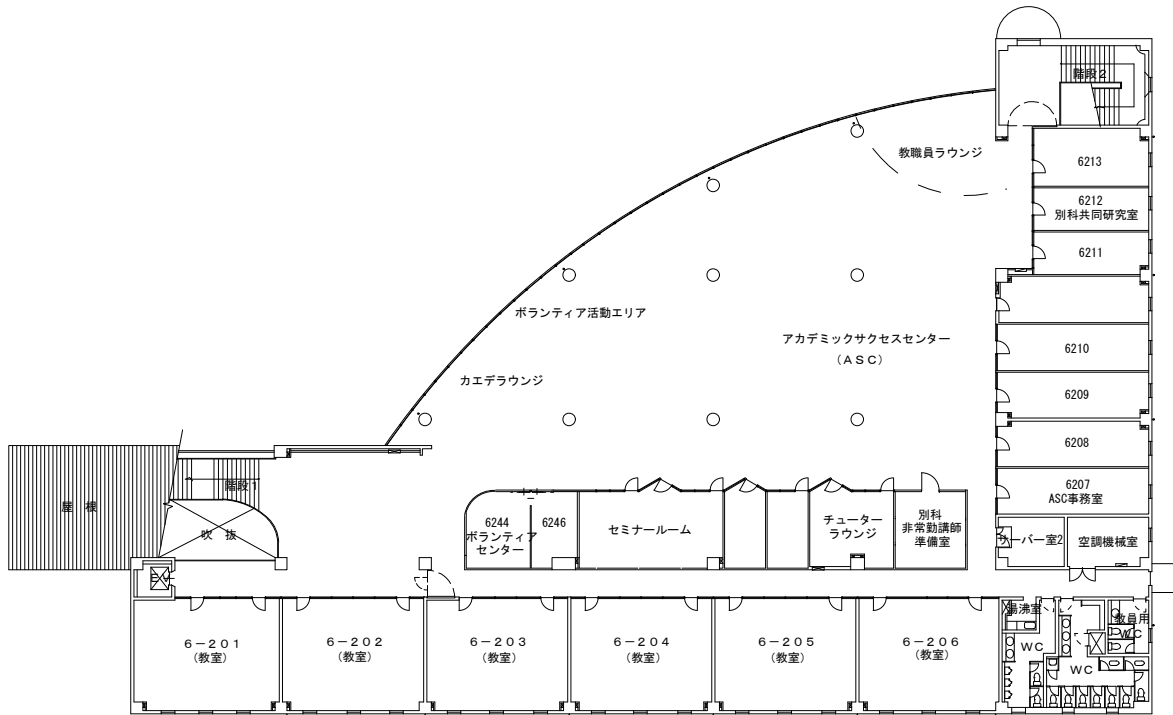 階段2
教職員ラウンジ
6213
6212
別科共同研究室
6211
ボランティア活動エリア
アカデミックサクセスセンター
(ASC)
6210
カエデラウンジ
6209
6208
階段1
6207
ASC事務室
屋根
吹抜
6244
ボランティア
センター
6246
セミナールーム
チューター
ラウンジ
別科
非常勤講師
準備室
サーバー室2
空調機械室
EV
湯沸室
教員用
WC
6-201
(教室)
6-202
(教室)
6-203
(教室)
6-204
(教室)
6-205
(教室)
6-206
(教室)
WC
WC